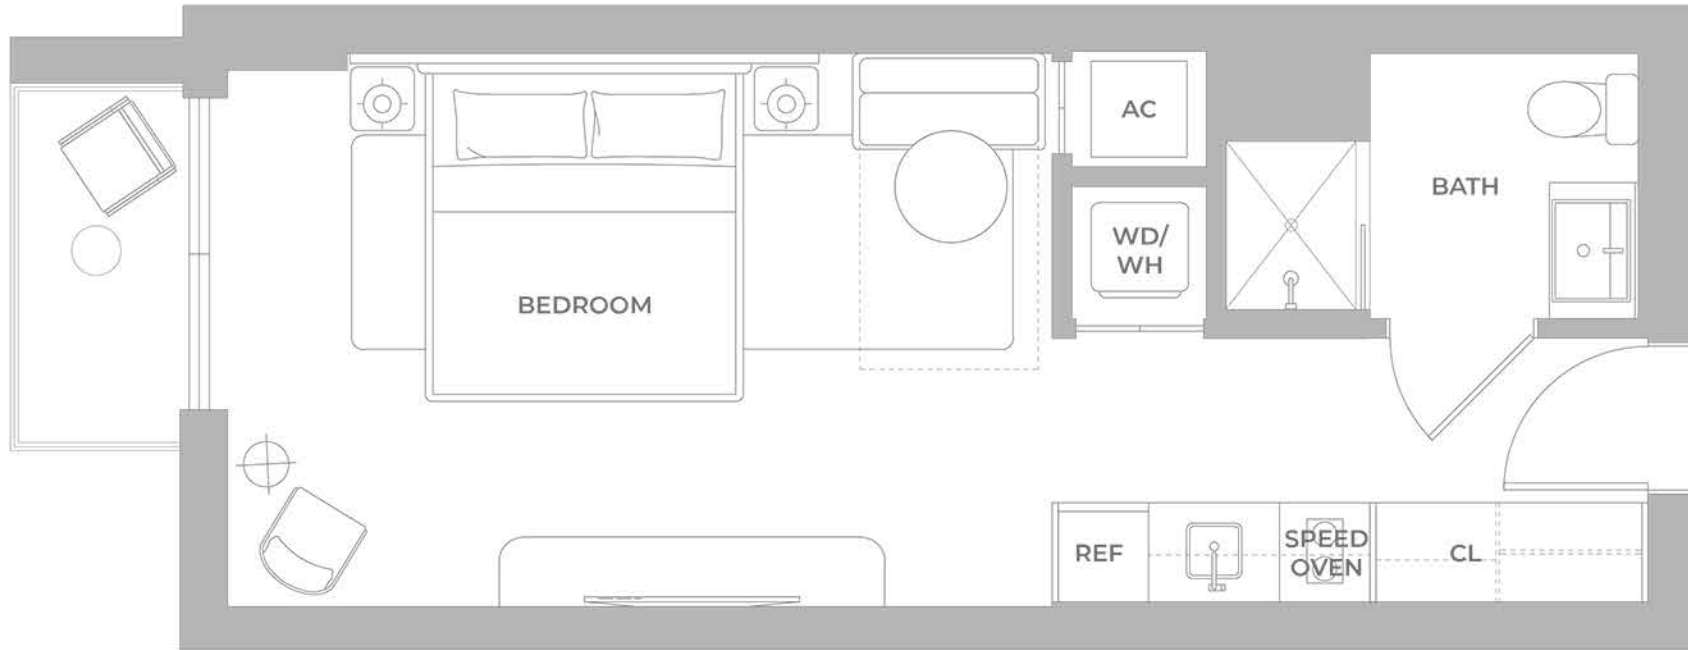 AC
BATH
WD/
WH
BEDROOM
REF
SPEED
OVEN
CL